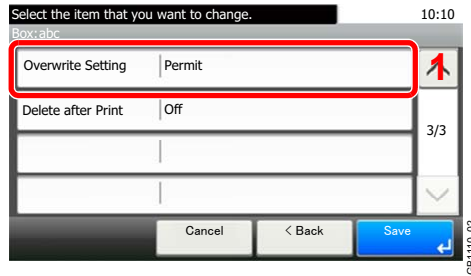 Select the item that you want to change.
10:10
Box:abc
Overwrite Setting Permit
1
Delete after Print Off
3/3
Cancel
< Back
Save